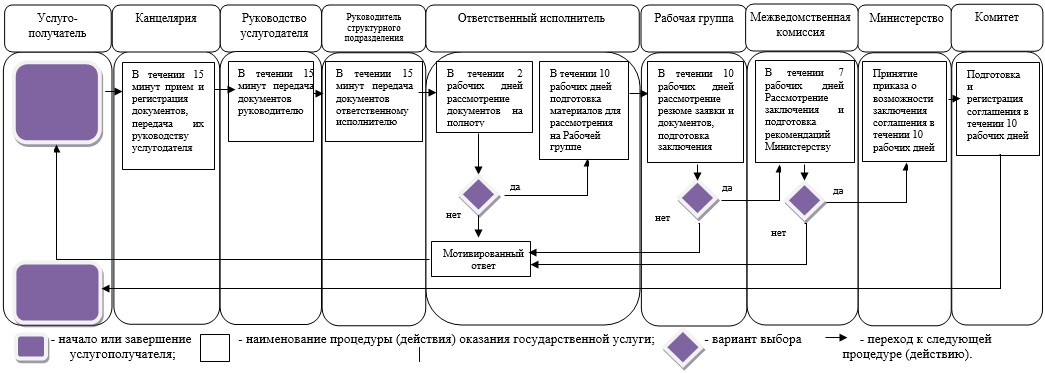 Услуго-
получатель
Канцелярия
Руководство
услугодателя
Руководитель
структурного
подразделения
Ответственный исполнитель
Рабочая группа
Межведомственная
комиссия
Министерство
Комитет
В течении 15
минут прием и
регистрация
документов,
передача их
руководству
услугодателя
В течении 15
минут передача
документов
руководителю
В течении 15
минут передача
документов
ответственному
исполнителю
В течении 2
рабочих дней
рассмотрение
документов на
полноту
В течении 10
рабочих дней
подготовка
материалов для
рассмотрения
на Рабочей
группе
В течении 10
рабочих дней
рассмотрение
резюме заявки и
документов,
подготовка
заключения
В течении 7
рабочих дней
Рассмотрение
заключения и
подготовка
рекомендаций
Министерству
Принятие
приказа о
возможности
заключения
соглашения в
течении 10
рабочих дней
Подготовка
и
регистрация
соглашения в
течении 10
рабочих дней
да
нет
да
нет
да
нет
Мотивированный
ответ
- начало или завершение
услугополучателя;
- наименование процедуры (действия) оказания государственной услуги;
- вариант выбора
- переход к следующей
процедуре (действию).